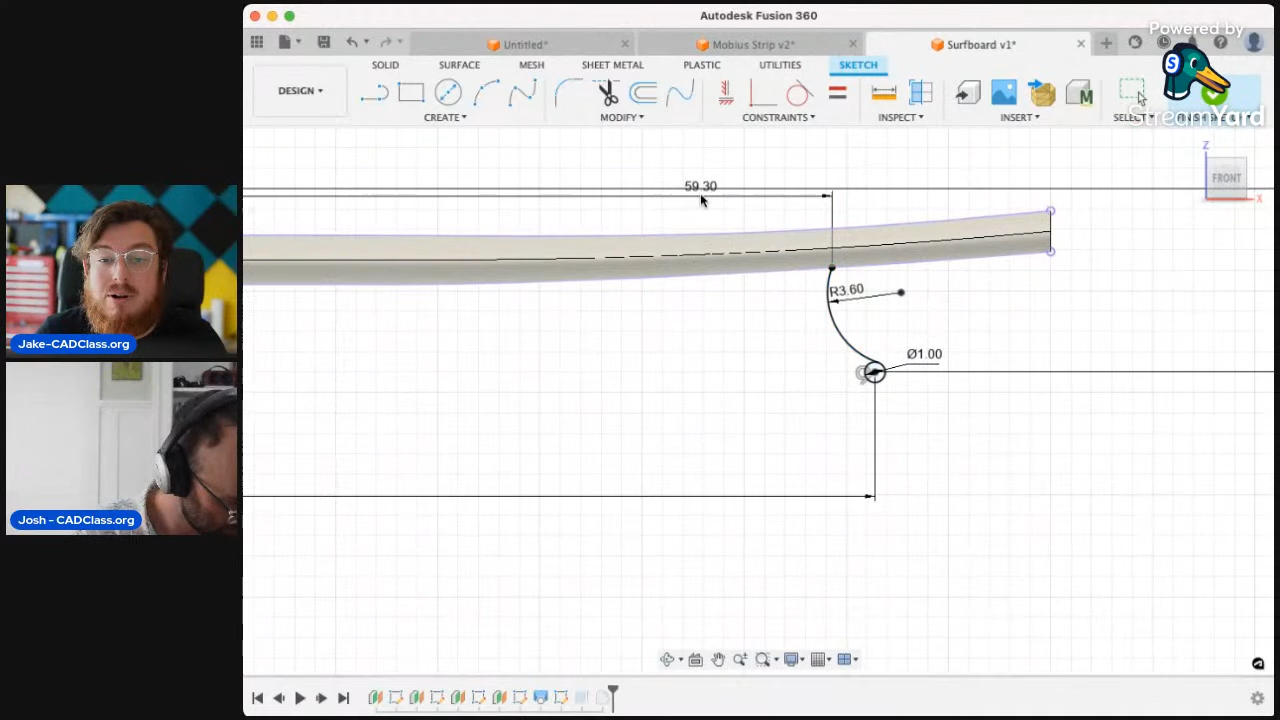 Autodesk Fusion 360
Powered by
StreamYard
Untitled*
Mobius Strip v2*
Surfboard v1*
SOLID
SURFACE
MESH
SHEET METAL
PLASTIC
UTILITIES
SKETCH
DESIGN
CREATE
MODIFY
CONSTRAINTS
INSPECT
INSERT
SELECT
FINISH SKETCH
Z
FRONT
X
59.30
R3.60
Ø1.00
Jake-CADClass.org
Josh - CADClass.org